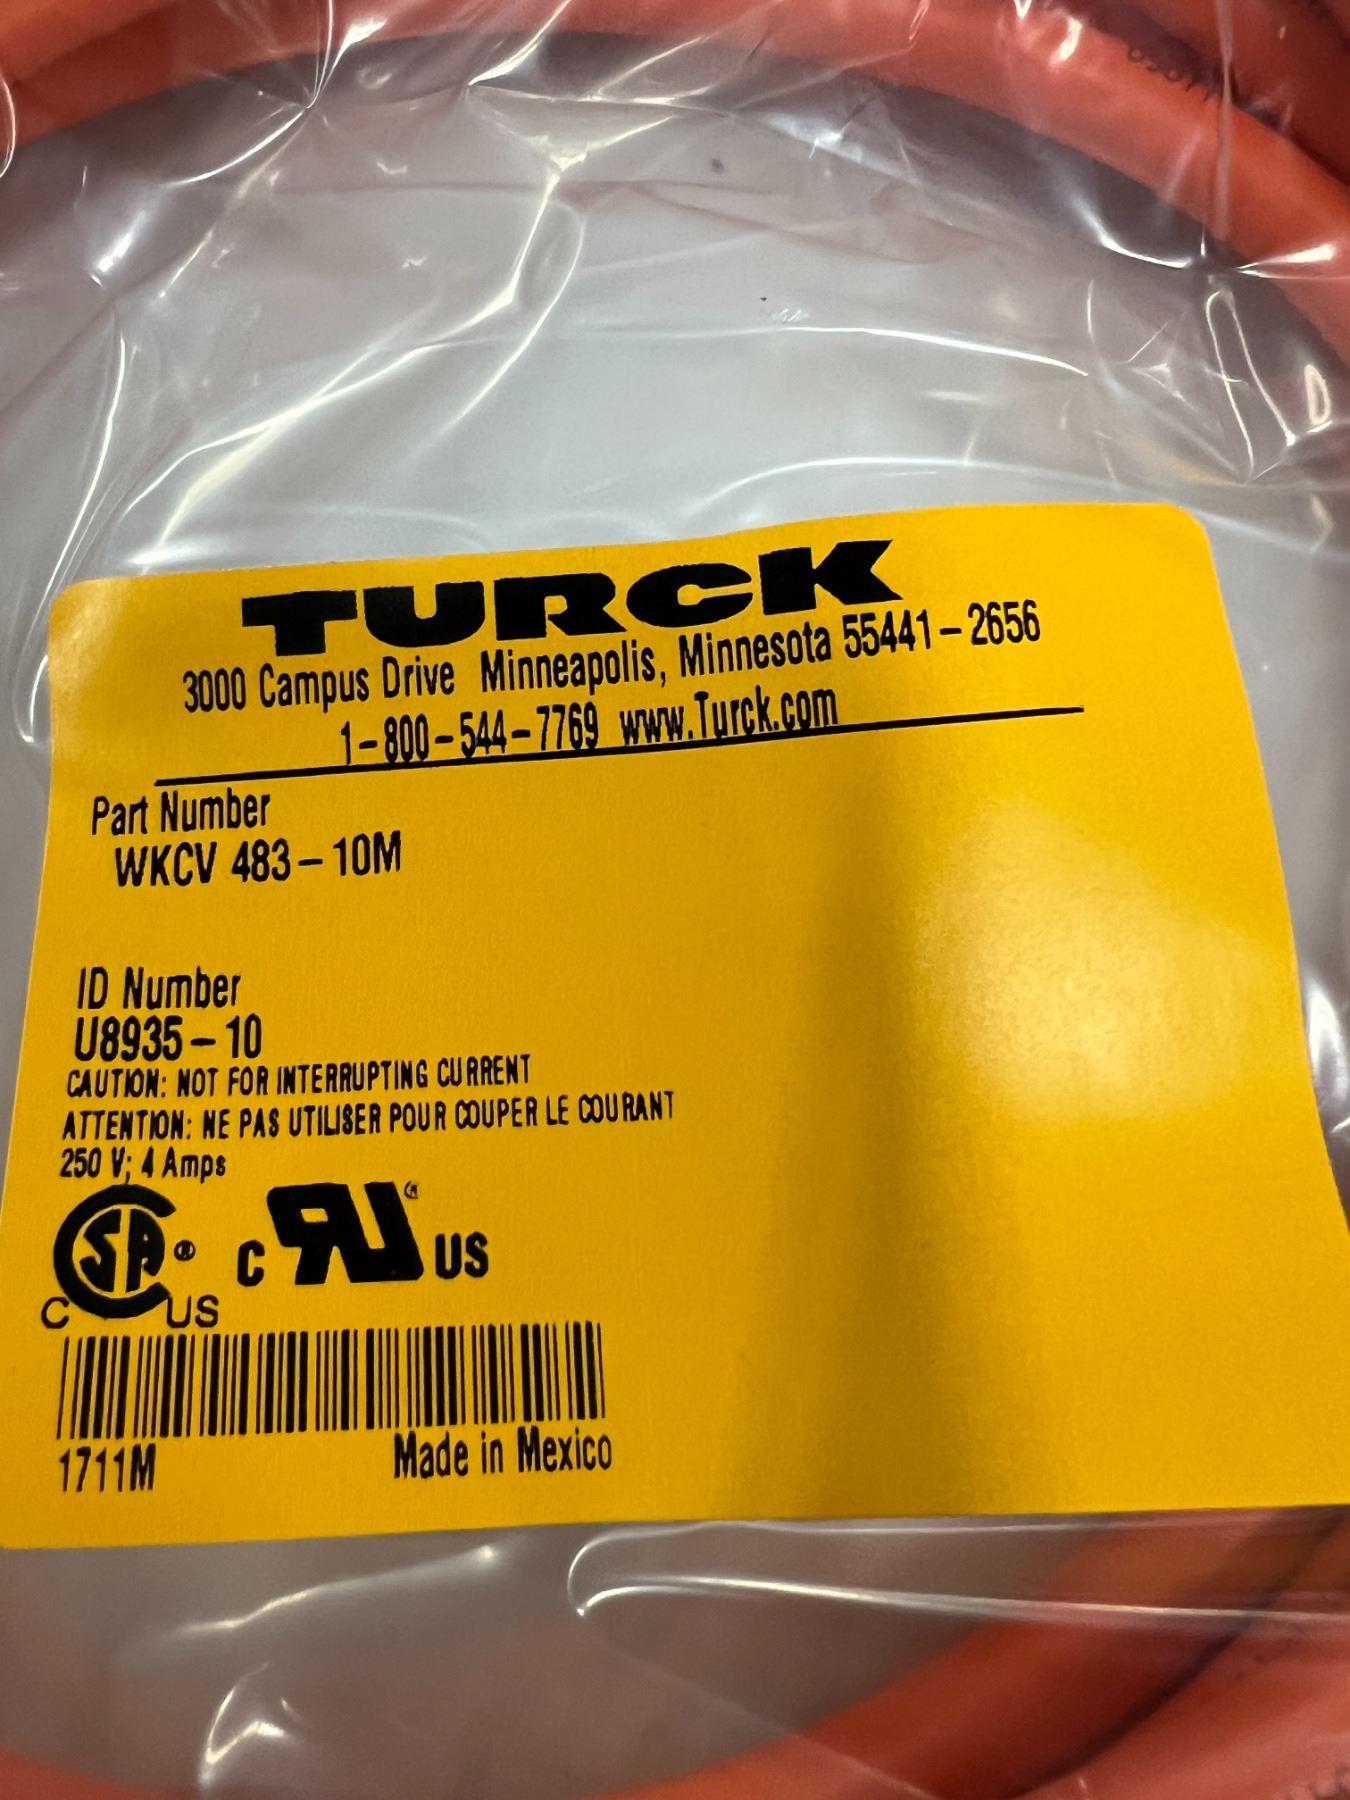 TURCK
3000 Campus Drive Minneapolis, Minnesota 55441-2656
1-800-544-7769 www.Turck.com
Part Number
WKCV 483-10M
ID Number
U8935-10
CAUTION: NOT FOR INTERRUPTING CURRENT
ATTENTION: NE PAS UTILISER POUR COUPER LE COURANT
250 V; 4 Amps
C SA ® C US
C RU ® US
1711M Made in Mexico